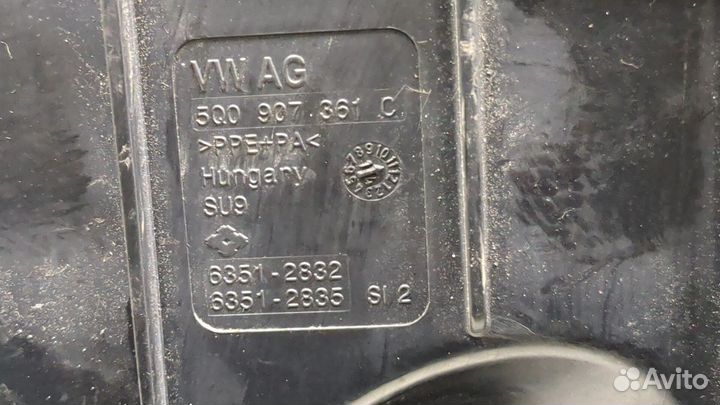 VW AG
5Q0 907 361 C
>PPE+PA<
Hungary
SU9
6351-2832
6351-2835 SI 2
Avito